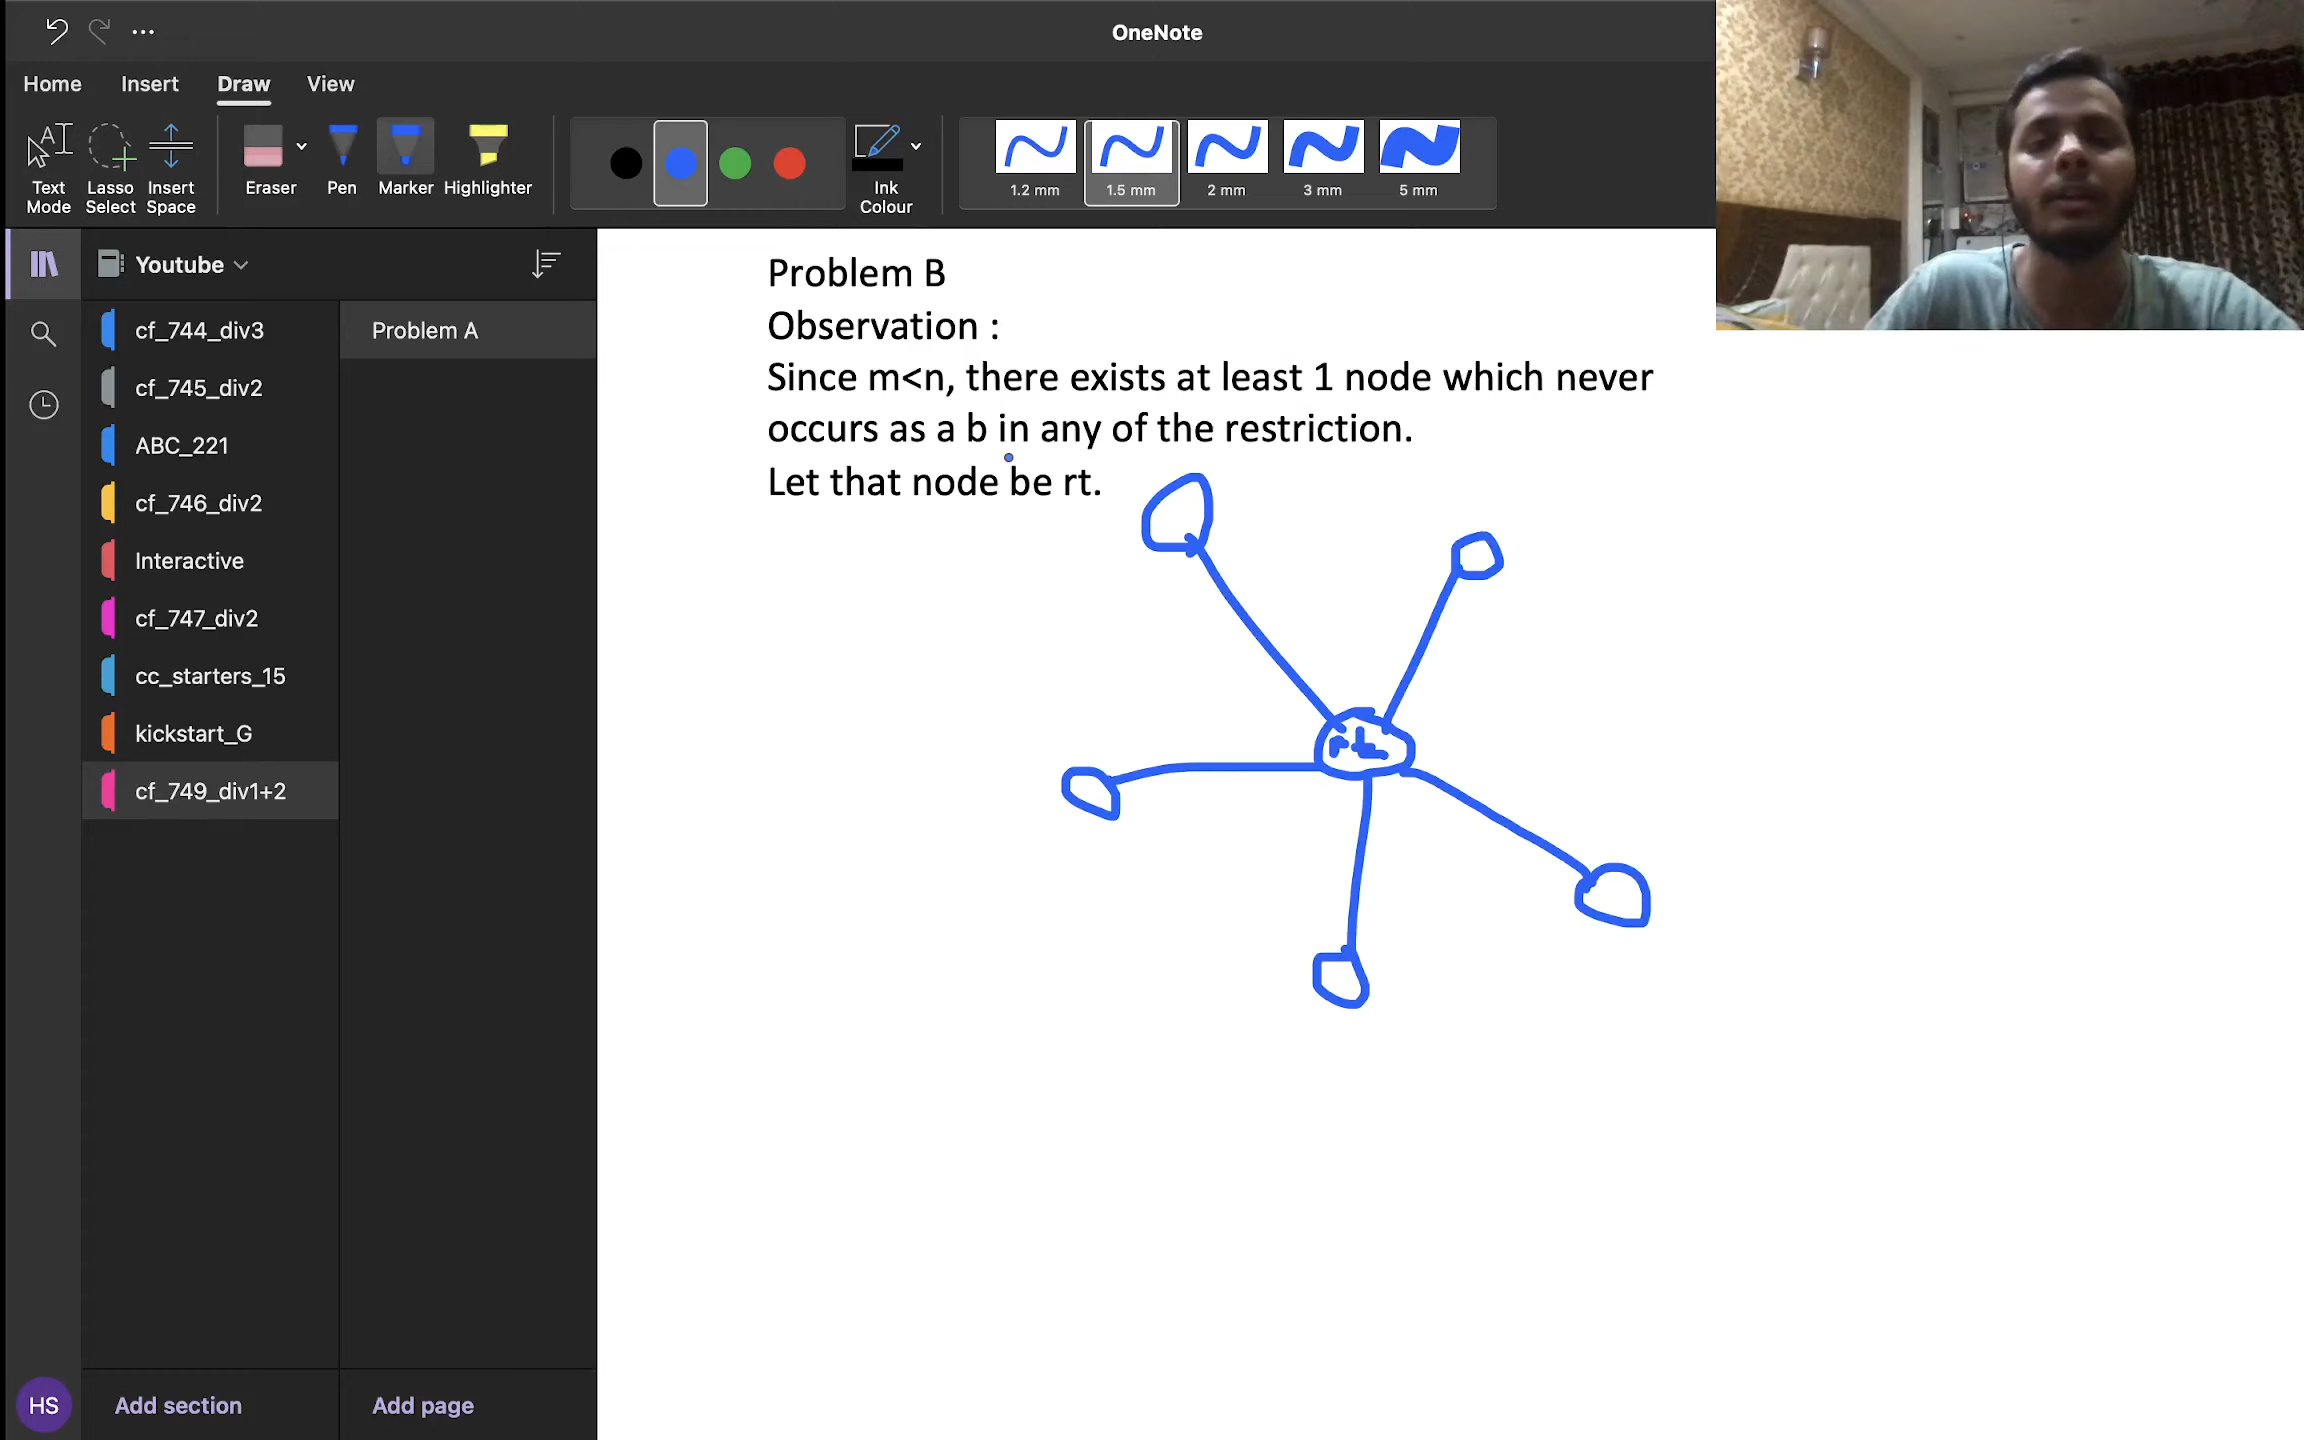 OneNote
Home Insert Draw View
Text Mode
Lasso Select
Insert Space
Eraser
Pen
Marker
Highlighter
Ink Colour
1.2 mm
1.5 mm
2 mm
3 mm
5 mm
Youtube
cf_744_div3
cf_745_div2
ABC_221
cf_746_div2
Interactive
cf_747_div2
cc_starters_15
kickstart_G
cf_749_div1+2
Problem A
Problem B
Observation :
Since m<n, there exists at least 1 node which never
occurs as a b in any of the restriction.
Let that node be rt.
rt
HS
Add section
Add page